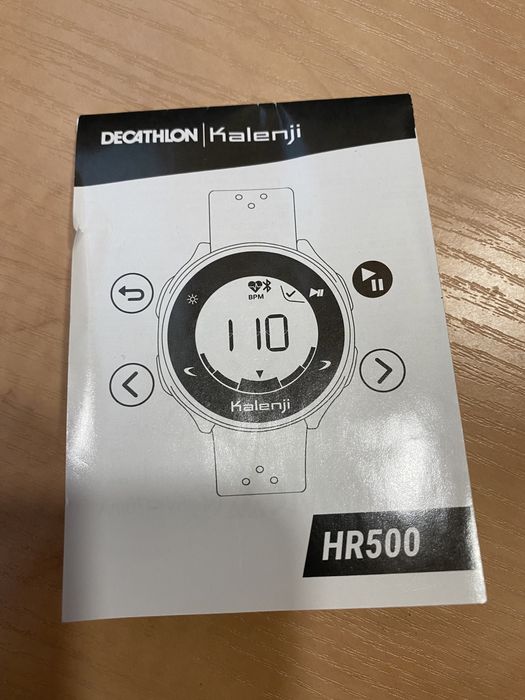 DECATHLON | Kalenji
BPM
110
Kalenji
HR500